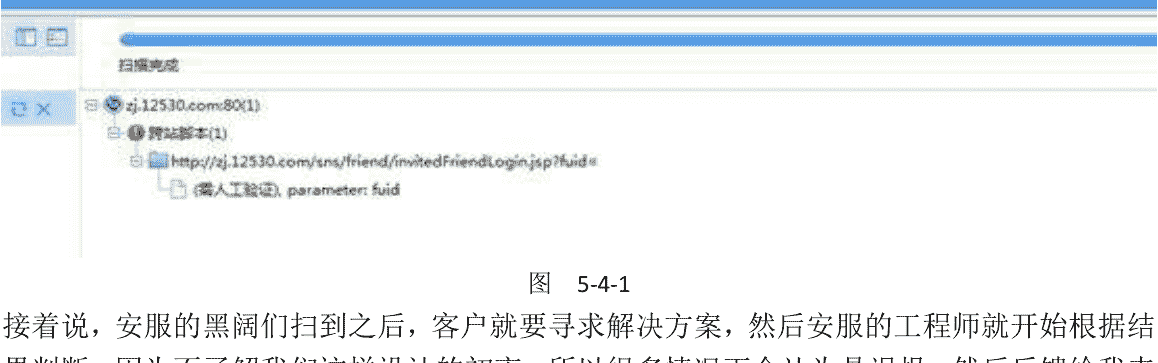 扫描完成
zj.12530.com:80(1)
跨站脚本(1)
http://zj.12530.com/sns/friend/invitedFriendLogin.jsp?fuid=
(需人工验证), parameter: fuid
图 5-4-1
接着说，安服的黑阔们扫到之后，客户就要寻求解决方案，然后安服的工程师就开始根据结